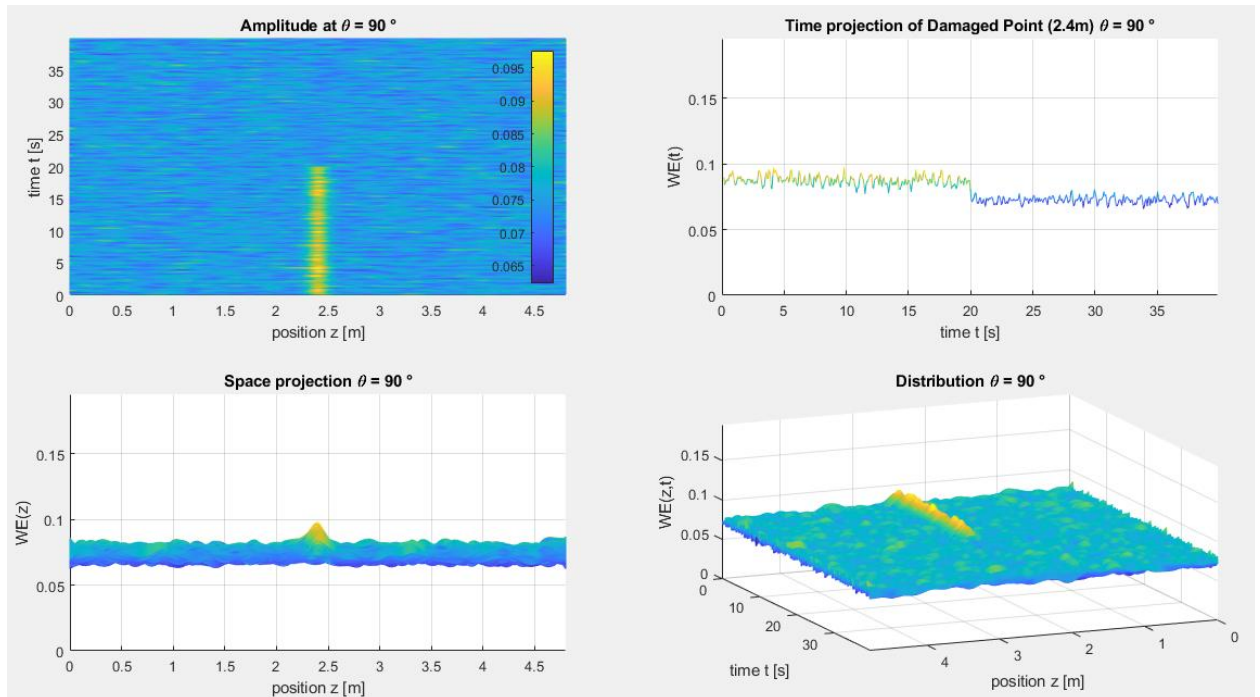 Amplitude at θ = 90 °
35
30
25
20
15
10
5
0
time t [s]
0.095
0.09
0.085
0.08
0.075
0.07
0.065
0 0.5 1 1.5 2 2.5 3 3.5 4 4.5
position z [m]
Time projection of Damaged Point (2.4m) θ = 90 °
0.15
0.1
0.05
0
WE(t)
0 5 10 15 20 25 30 35
time t [s]
Space projection θ = 90 °
0.15
0.1
0.05
0
WE(z)
0 0.5 1 1.5 2 2.5 3 3.5 4 4.5
position z [m]
Distribution θ = 90 °
0.15
0.1
0.05
0
WE(z,t)
0
10
20
30
time t [s]
4 3 2 1 0
position z [m]